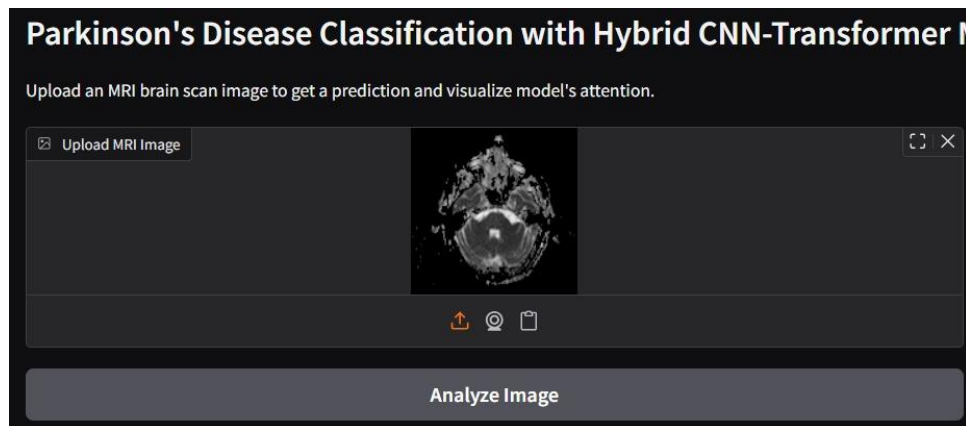 Parkinson's Disease Classification with Hybrid CNN-Transformer
Upload an MRI brain scan image to get a prediction and visualize model's attention.
Upload MRI Image
Analyze Image